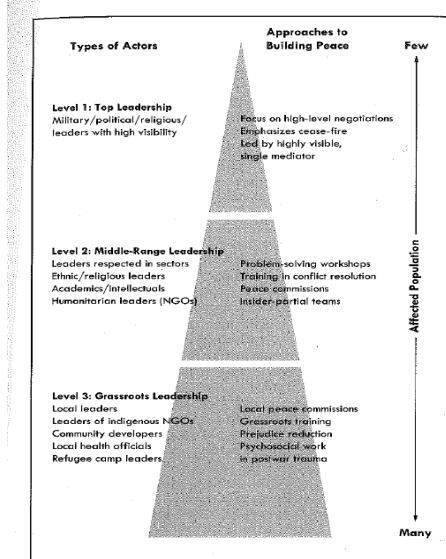 Types of Actors
Approaches to
Building Peace
Few
Level 1: Top Leadership
Military/political/religious/
leaders with high visibility
Focus on high-level negotiations
Emphasizes cease-fire
Led by highly visible,
single mediator
Level 2: Middle-Range Leadership
Leaders respected in sectors
Ethnic/religious leaders
Academics/intellectuals
Humanitarian leaders (NGOs)
Problem-solving workshops
Training in conflict resolution
Peace commissions
Insider-partial teams
Affected Population
Level 3: Grassroots Leadership
Local leaders
Leaders of indigenous NGOs
Community developers
Local health officials
Refugee camp leaders
Local peace commissions
Grassroots training
Prejudice reduction
Psychosocial work
in postwar trauma
Many